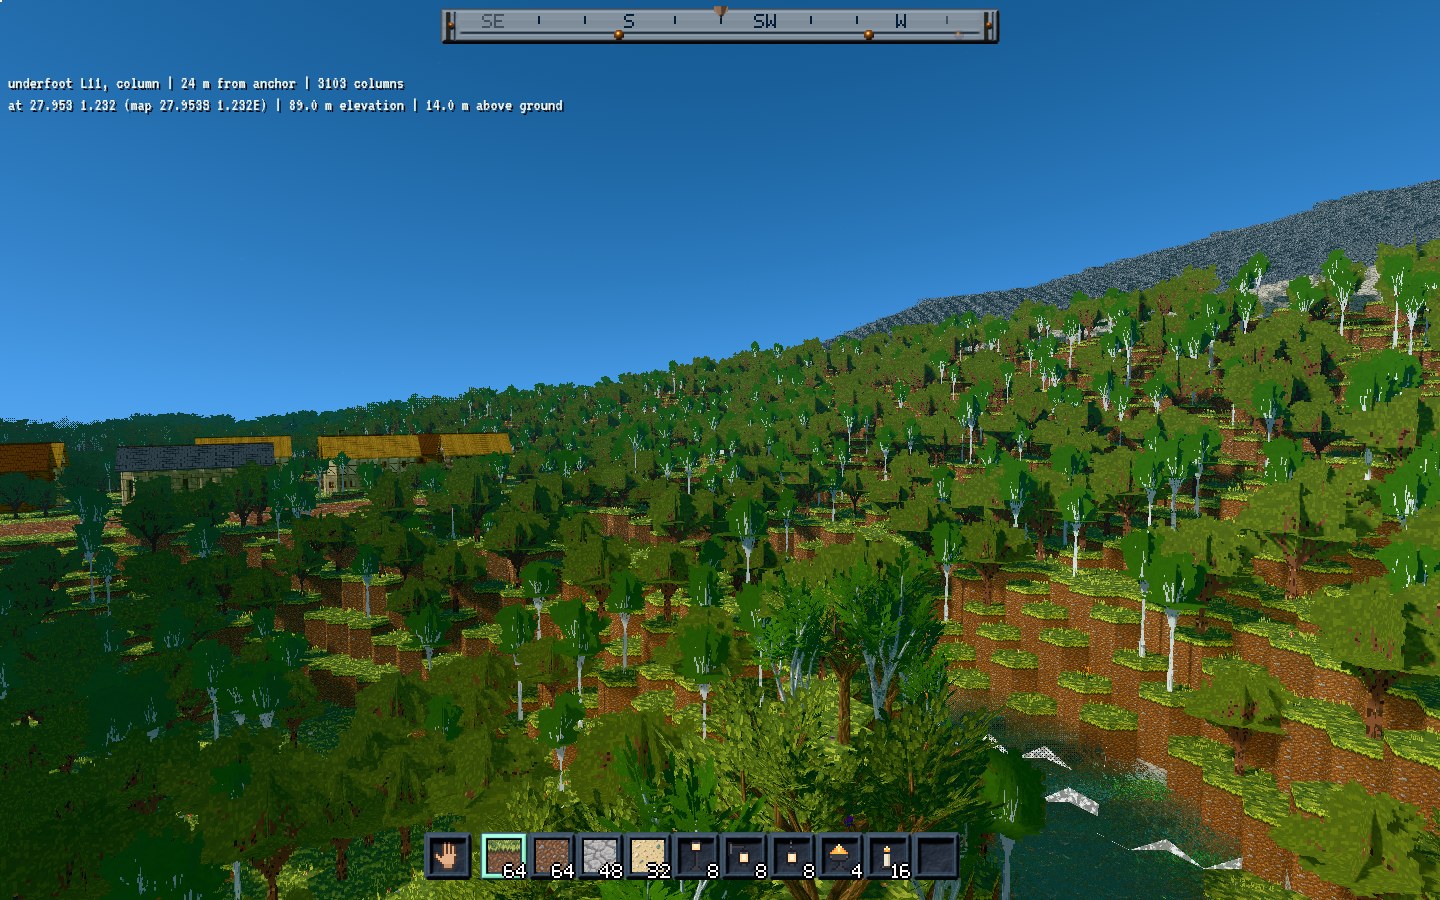 SE S SW W
underfoot L11, column | 24 m from anchor | 3103 columns
at 27.953 1.232 (map 27.953S 1.232E) | 89.0 m elevation | 14.0 m above ground
64 64 48 32 8 8 8 4 16